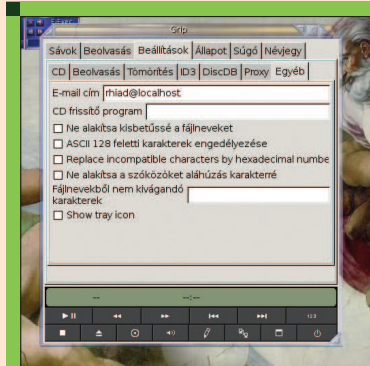 Grip
Sávok Beolvasás Beállítások Állapot Súgó Névjegy
CD Beolvasás Tömörítés ID3 DiscDB Proxy Egyéb
E-mail cím rhiad@localhost
CD frissítő program
Ne alakítsa kisbetűssé a fájlneveket
ASCII 128 feletti karakterek engedélyezése
Replace incompatible characters by hexadecimal numbe
Ne alakítsa a szóközöket aláhúzás karakterré
Fájlnevekből nem kivágandó
karakterek
Show tray icon
-- --:--
123